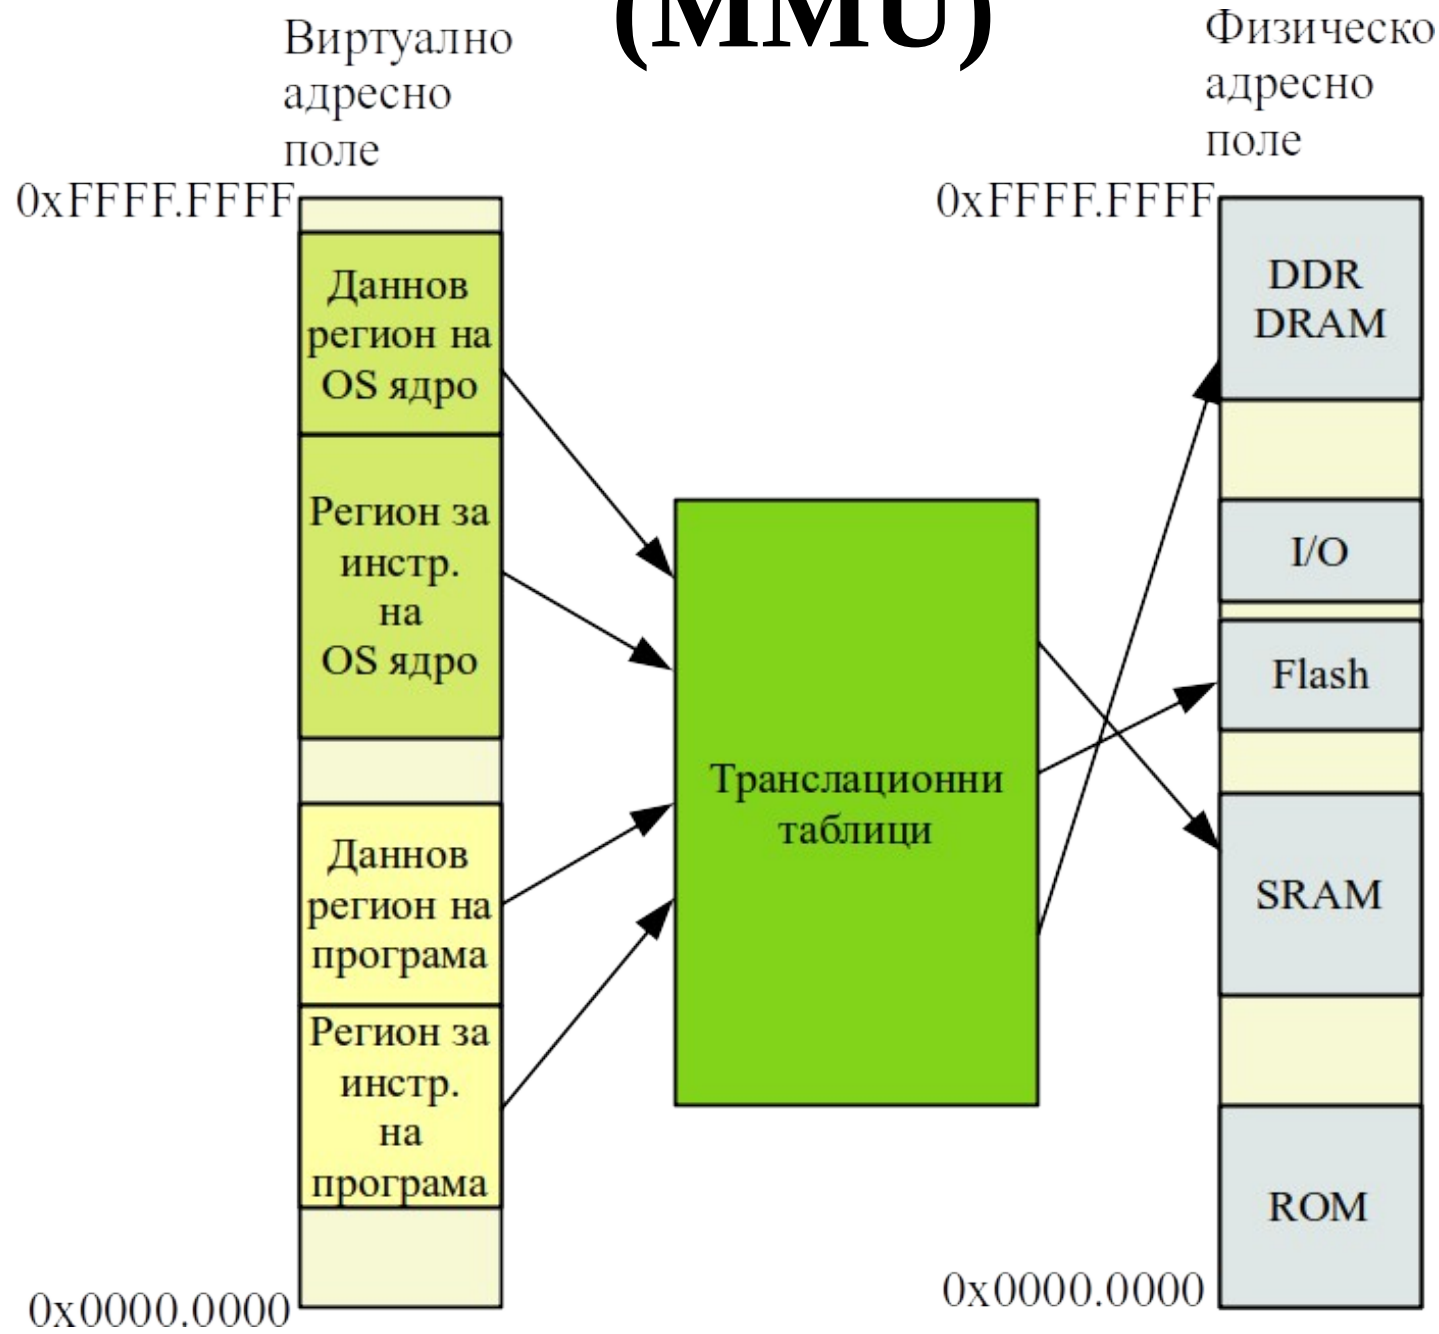 (MMU)
Виртуално
адресно
поле
Физическо
адресно
поле
0xFFFF.FFFF
0xFFFF.FFFF
Даннов
регион на
OS ядро
Регион за
инстр.
на
OS ядро
Даннов
регион на
програма
Регион за
инстр.
на
програма
0x0000.0000
Транслационни
таблици
DDR
DRAM
I/O
Flash
SRAM
ROM
0x0000.0000